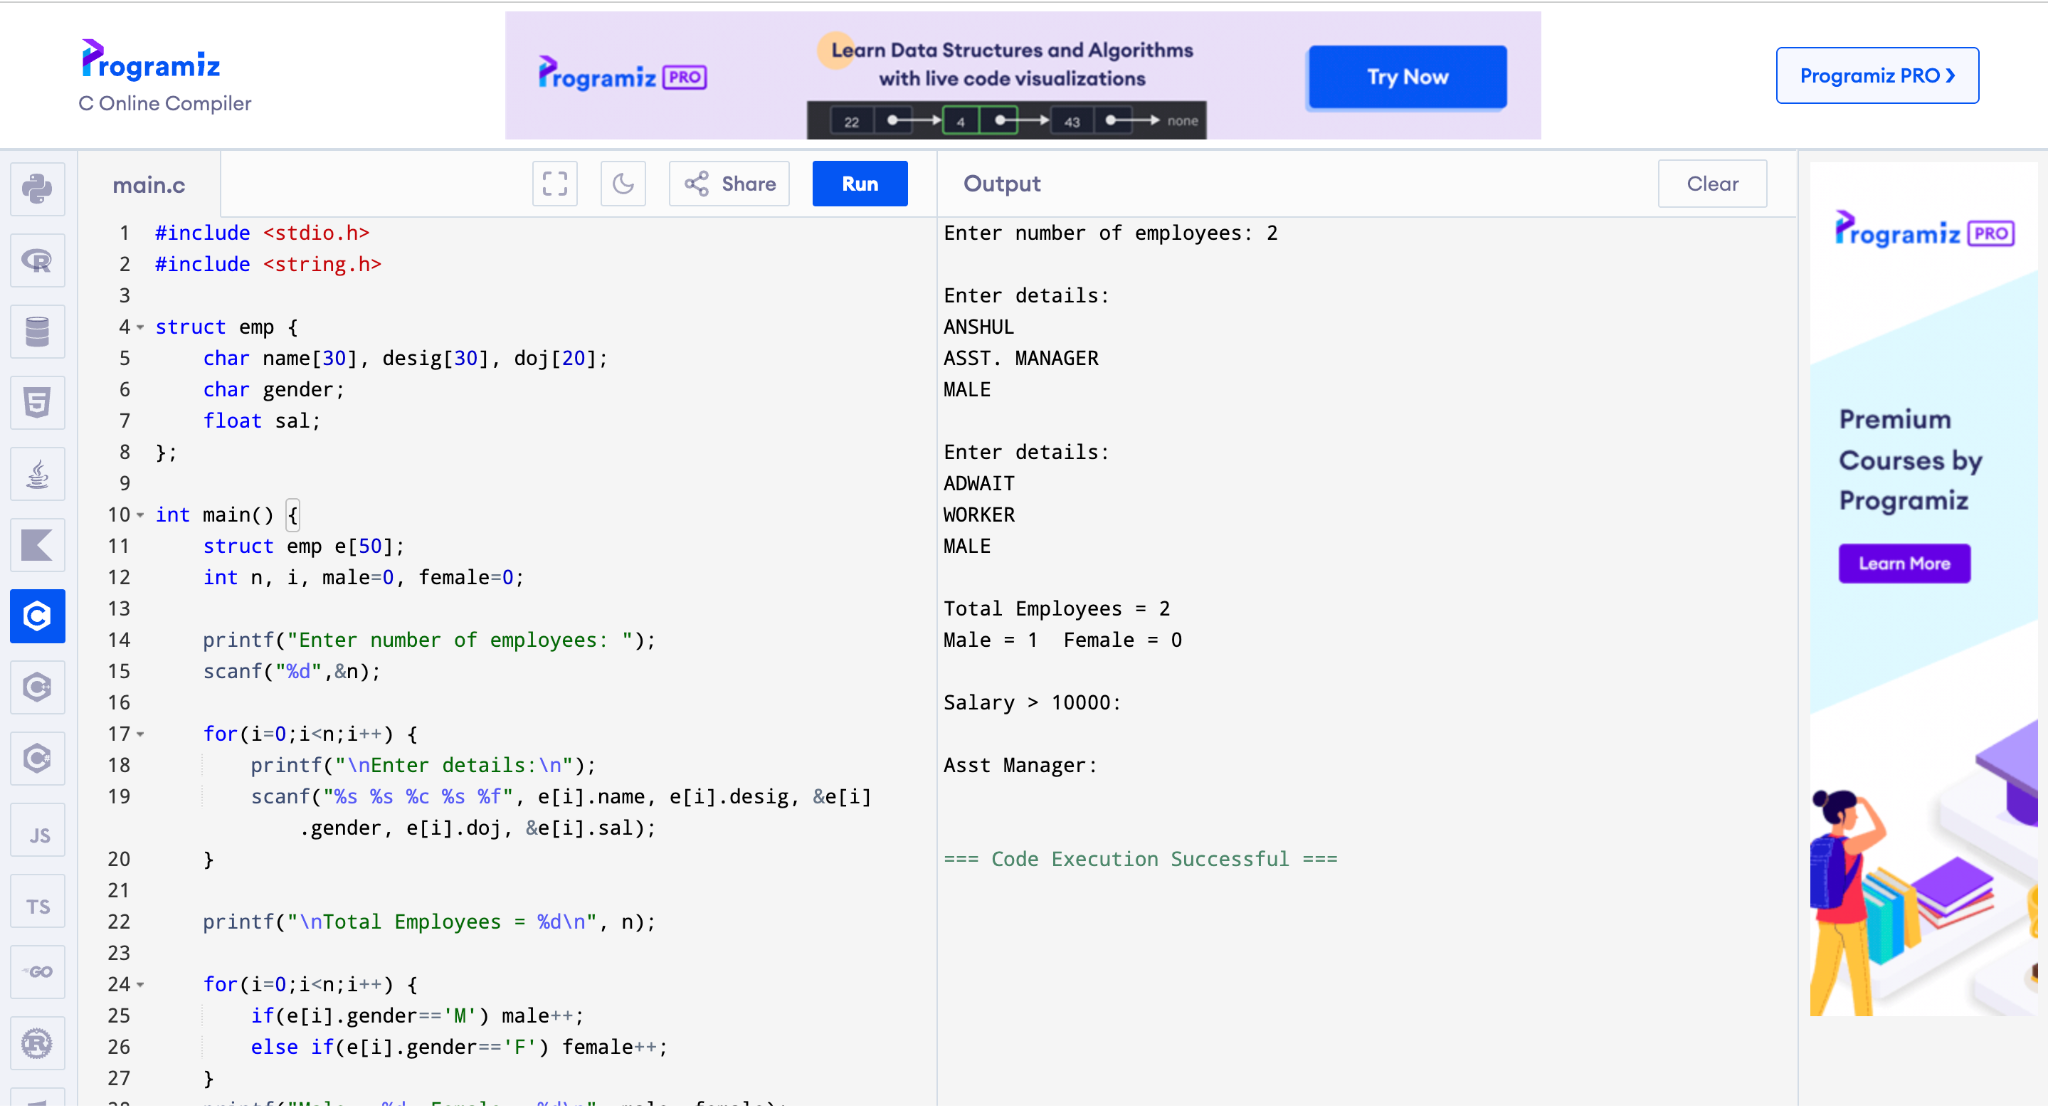 Programiz
C Online Compiler
Programiz PRO
Learn Data Structures and Algorithms
with live code visualizations
22 4 43 none
Try Now
Programiz PRO ❯
main.c
Share
Run
Output
Clear
1 #include <stdio.h>
2 #include <string.h>
3
4 struct emp {
5 char name[30], desig[30], doj[20];
6 char gender;
7 float sal;
8 };
9
10 int main() {
11 struct emp e[50];
12 int n, i, male=0, female=0;
13
14 printf("Enter number of employees: ");
15 scanf("%d",&n);
16
17 for(i=0;i<n;i++) {
18 printf("\nEnter details:\n");
19 scanf("%s %s %c %s %f", e[i].name, e[i].desig, &e[i]
.gender, e[i].doj, &e[i].sal);
20 }
21
22 printf("\nTotal Employees = %d\n", n);
23
24 for(i=0;i<n;i++) {
25 if(e[i].gender=='M') male++;
26 else if(e[i].gender=='F') female++;
27 }
Enter number of employees: 2
Enter details:
ANSHUL
ASST. MANAGER
MALE
Enter details:
ADWAIT
WORKER
MALE
Total Employees = 2
Male = 1  Female = 0
Salary > 10000:
Asst Manager:
=== Code Execution Successful ===
Programiz PRO
Premium
Courses by
Programiz
Learn More
JS
TS
GO